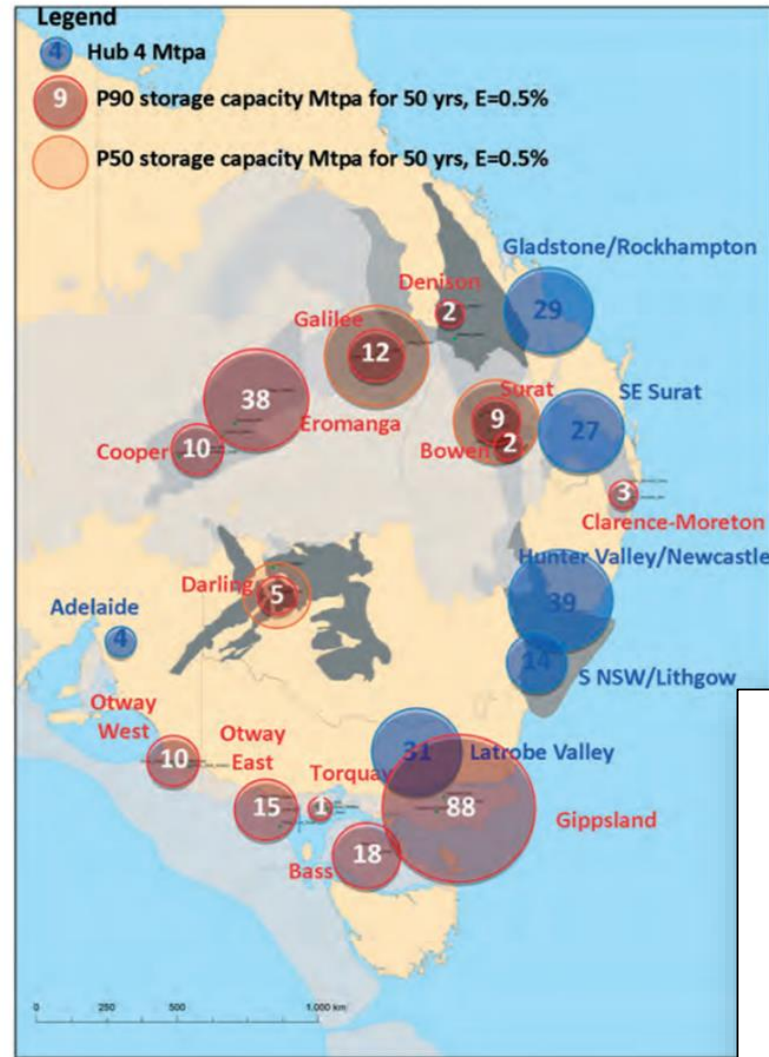 Legend
4 Hub 4 Mtpa
9 P90 storage capacity Mtpa for 50 yrs, E=0.5%
P50 storage capacity Mtpa for 50 yrs, E=0.5%
Gladstone/Rockhampton
29
Denison
2
Galilee
12
38
Eromanga
Surat
9
SE Surat
27
Cooper
10
Bowen
2
3
Clarence-Moreton
Hunter Valley/Newcastle
39
Darling
5
Adelaide
4
14
S NSW/Lithgow
Otway
West
10
Otway
East
15
Torquay
1
31
Latrobe Valley
88
Gippsland
18
Bass
0 250 500 1,000 km